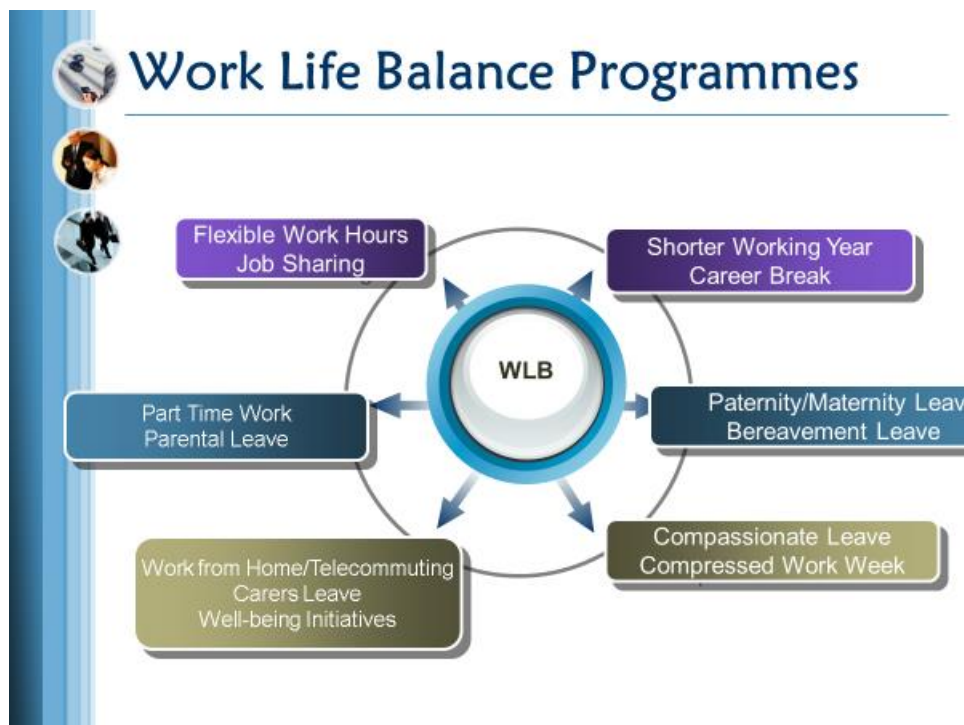 Work Life Balance Programmes
Flexible Work Hours
Job Sharing
Shorter Working Year
Career Break
WLB
Part Time Work
Parental Leave
Paternity/Maternity Leav
Bereavement Leave
Work from Home/Telecommuting
Carers Leave
Well-being Initiatives
Compassionate Leave
Compressed Work Week